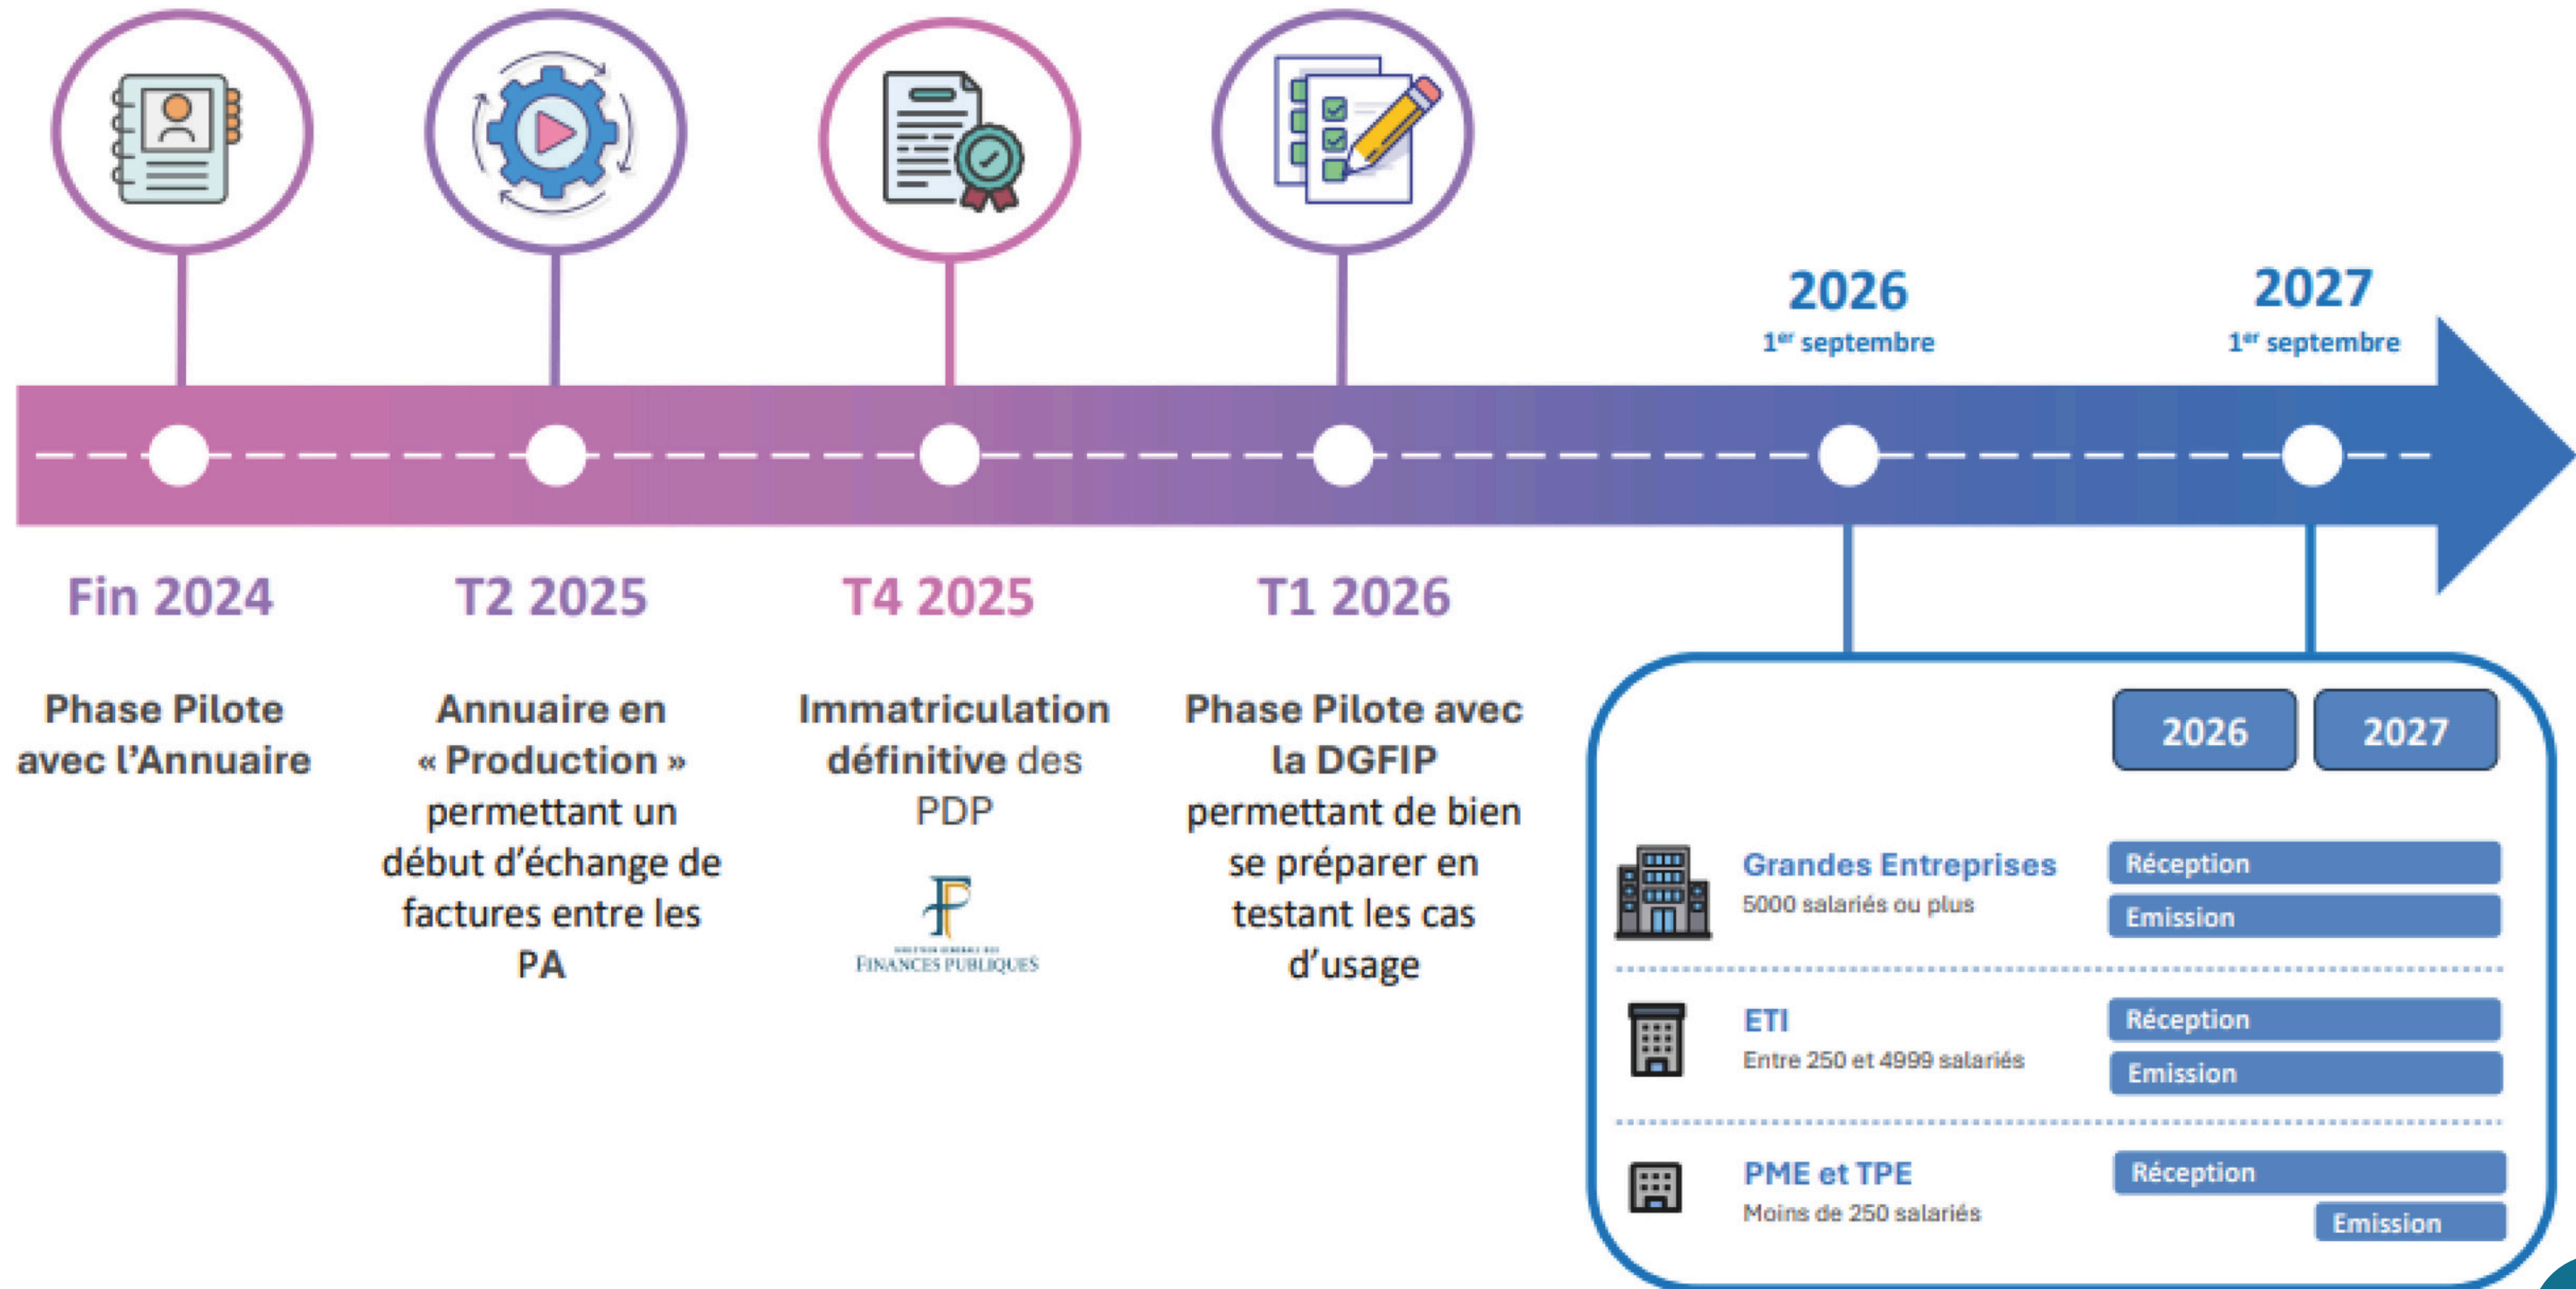 2026
1er septembre
2027
1er septembre
Fin 2024
Phase Pilote
avec l’Annuaire
T2 2025
Annuaire en
« Production »
permettant un
début d’échange de
factures entre les
PA
T4 2025
Immatriculation
définitive des
PDP
FINANCES PUBLIQUES
T1 2026
Phase Pilote avec
la DGFIP
permettant de bien
se préparer en
testant les cas
d’usage
2026
2027
Grandes Entreprises
5000 salariés ou plus
Réception
Emission
ETI
Entre 250 et 4999 salariés
Réception
Emission
PME et TPE
Moins de 250 salariés
Réception
Emission